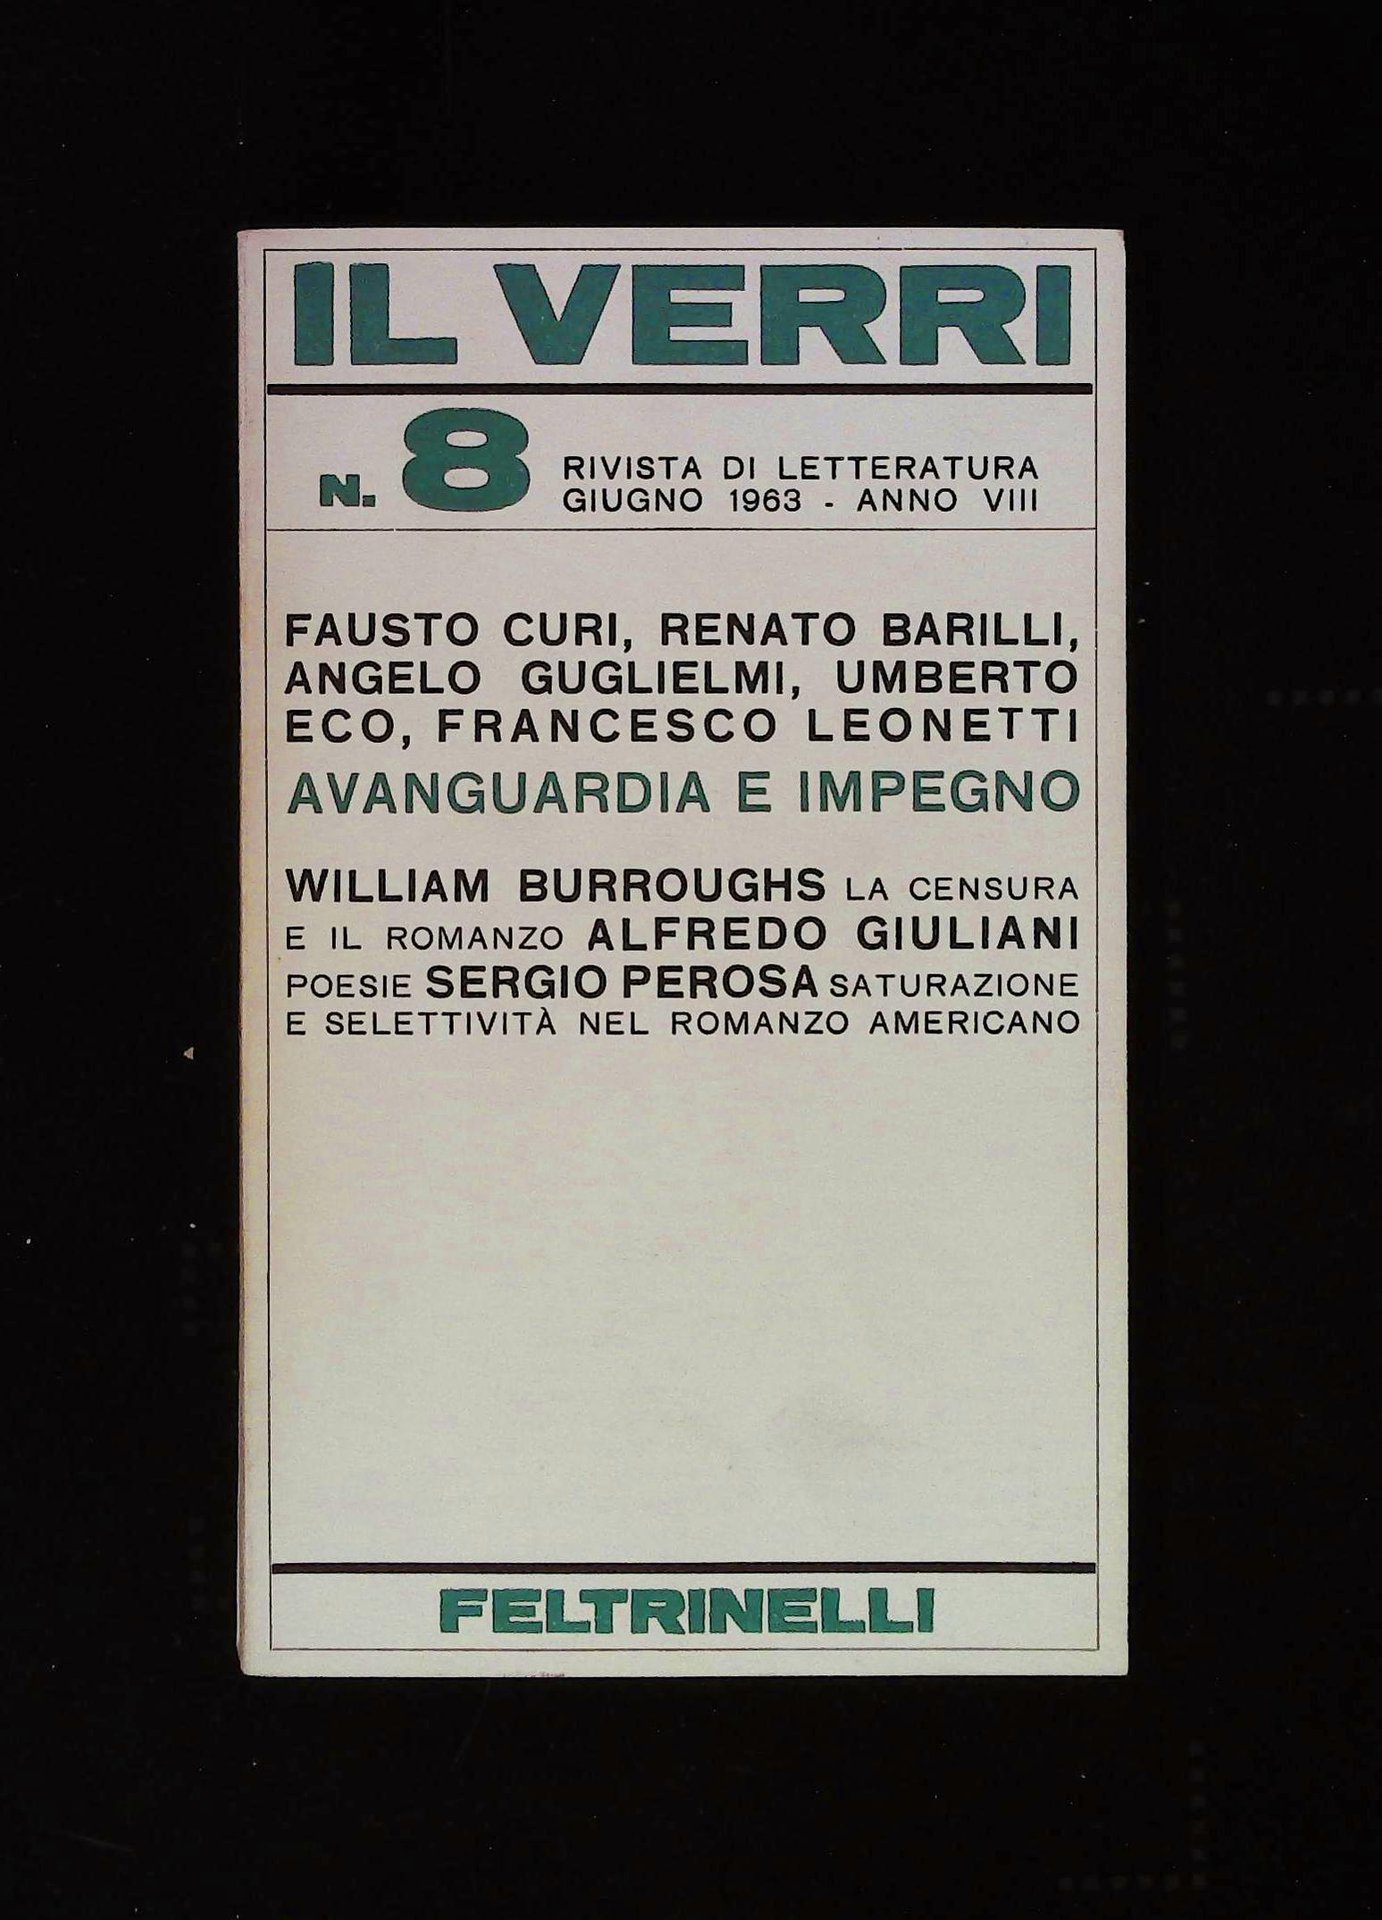 IL VERRI
N. 8
RIVISTA DI LETTERATURA
GIUGNO 1963 - ANNO VIII
FAUSTO CURI, RENATO BARILLI,
ANGELO GUGLIELMI, UMBERTO
ECO, FRANCESCO LEONETTI
AVANGUARDIA E IMPEGNO
WILLIAM BURROUGHS LA CENSURA
E IL ROMANZO ALFREDO GIULIANI
POESIE SERGIO PEROSA SATURAZIONE
E SELETTIVITÀ NEL ROMANZO AMERICANO
FELTRINELLI